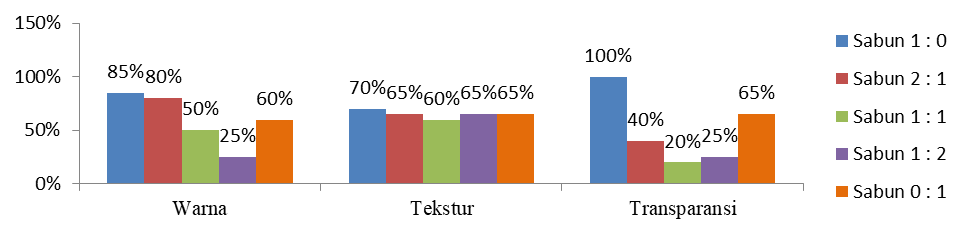 150%
100%
50%
0%
85%
80%
50%
25%
60%
70%
65%
60%
65%
65%
100%
40%
20%
25%
65%
Warna
Tekstur
Transparansi
Sabun 1 : 0
Sabun 2 : 1
Sabun 1 : 1
Sabun 1 : 2
Sabun 0 : 1